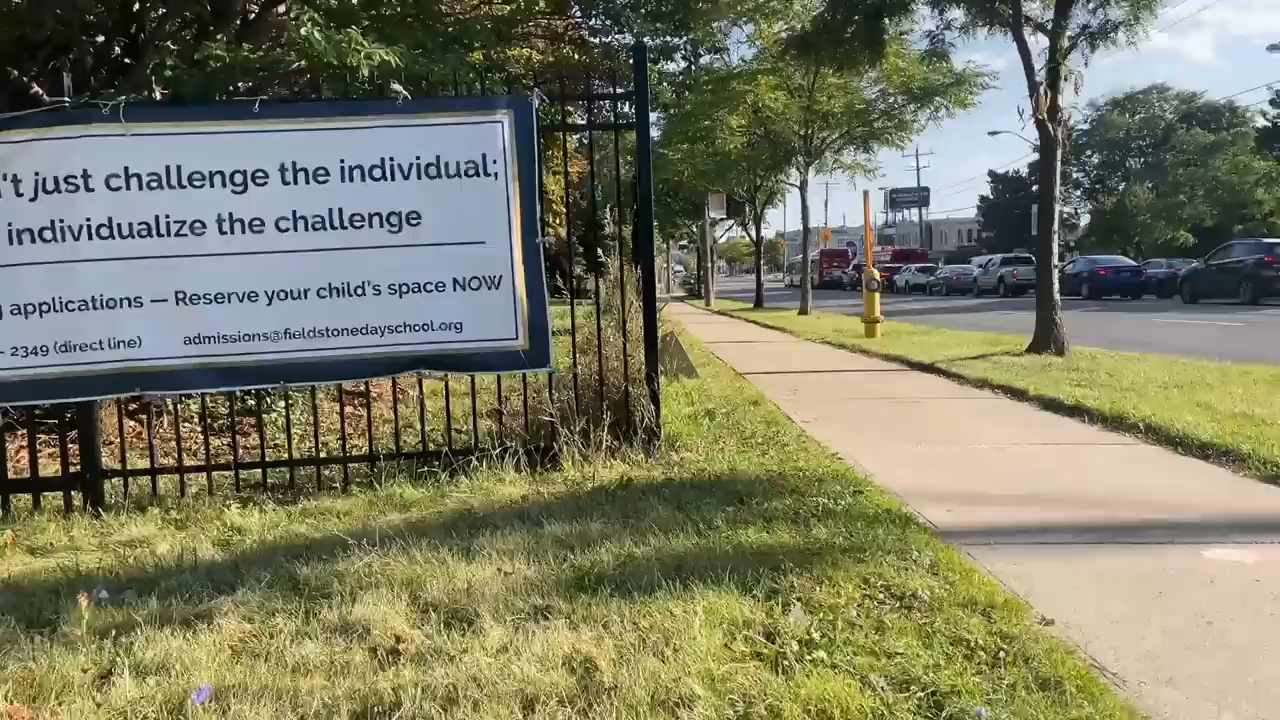 't just challenge the individual;
individualize the challenge
applications — Reserve your child's space NOW
- 2349 (direct line) admissions@fieldstonedayschool.org